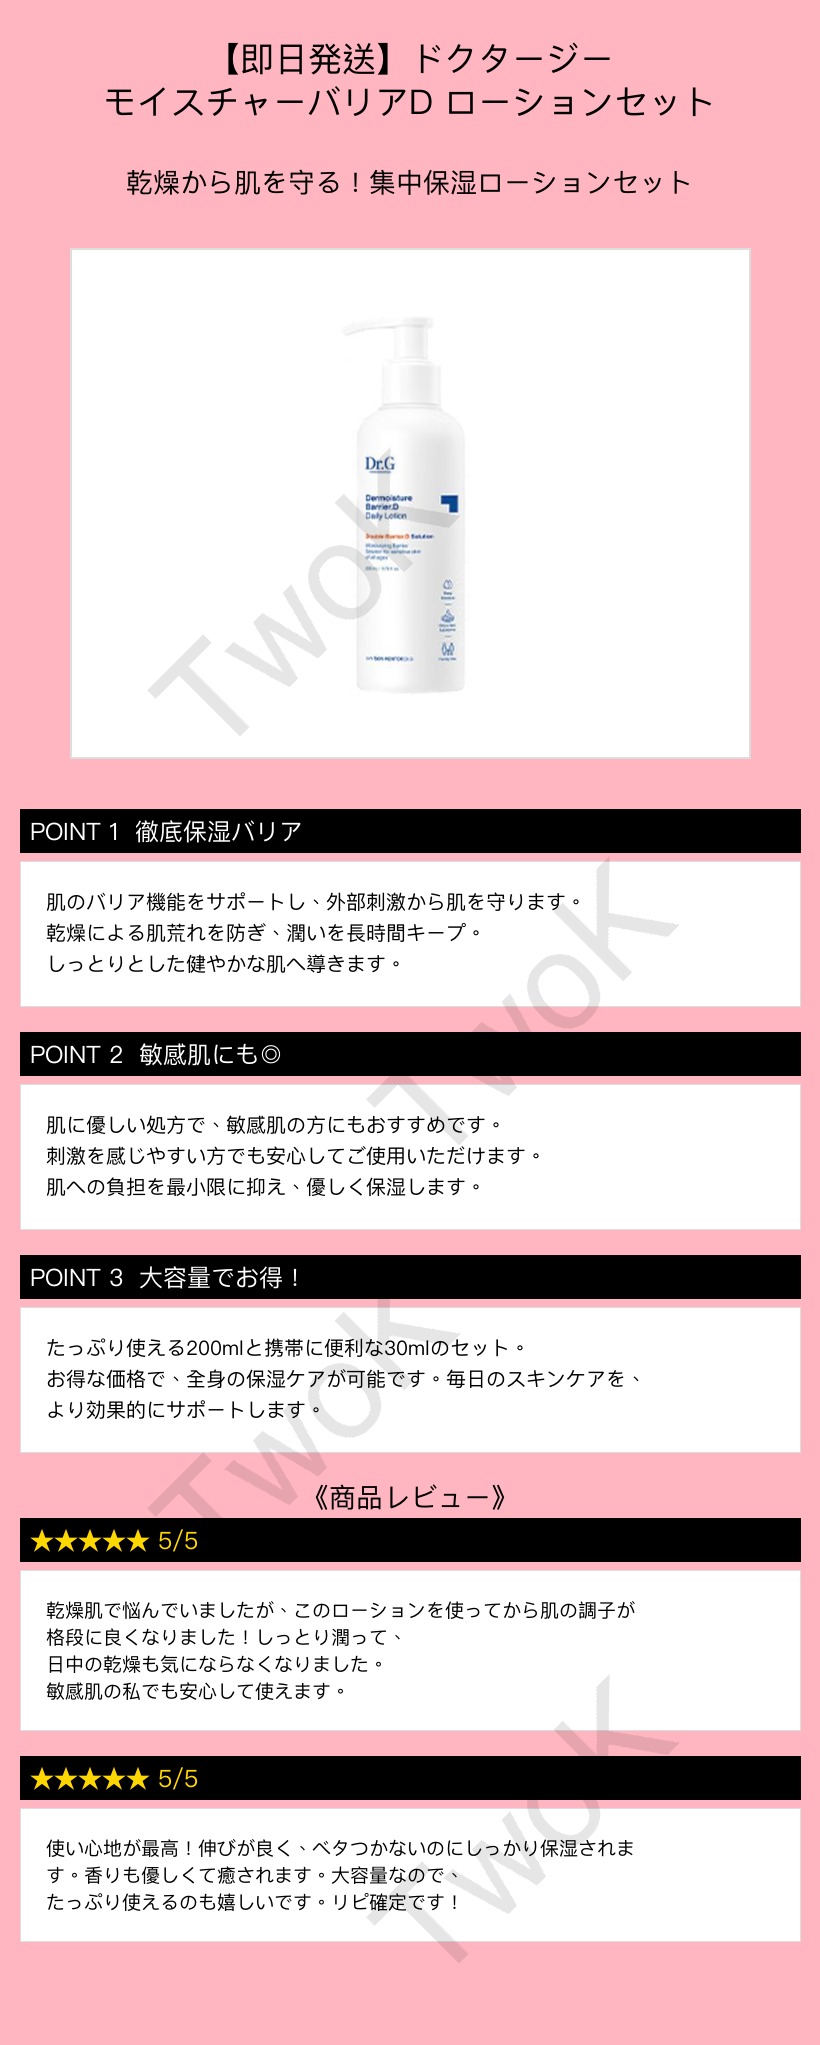 【即日発送】ドクタージー
モイスチャーバリアD ローションセット
乾燥から肌を守る！集中保湿ローションセット
Dr.G
Dermoisture
Barrier.D
Daily Lotion
Double Barrier.D Solution
TwoK
POINT 1 徹底保湿バリア
肌のバリア機能をサポートし、外部刺激から肌を守ります。
乾燥による肌荒れを防ぎ、潤いを長時間キープ。
しっとりとした健やかな肌へ導きます。
TwoK
POINT 2 敏感肌にも◎
肌に優しい処方で、敏感肌の方にもおすすめです。
刺激を感じやすい方でも安心してご使用いただけます。
肌への負担を最小限に抑え、優しく保湿します。
POINT 3 大容量でお得！
たっぷり使える200mlと携帯に便利な30mlのセット。
お得な価格で、全身の保湿ケアが可能です。毎日のスキンケアを、
より効果的にサポートします。
TwoK
《商品レビュー》
★★★★★ 5/5
乾燥肌で悩んでいましたが、このローションを使ってから肌の調子が
格段に良くなりました！しっとり潤って、
日中の乾燥も気にならなくなりました。
敏感肌の私でも安心して使えます。
★★★★★ 5/5
使い心地が最高！伸びが良く、ベタつかないのにしっかり保湿されま
す。香りも優しくて癒されます。大容量なので、
たっぷり使えるのも嬉しいです。リピ確定です！
TwoK